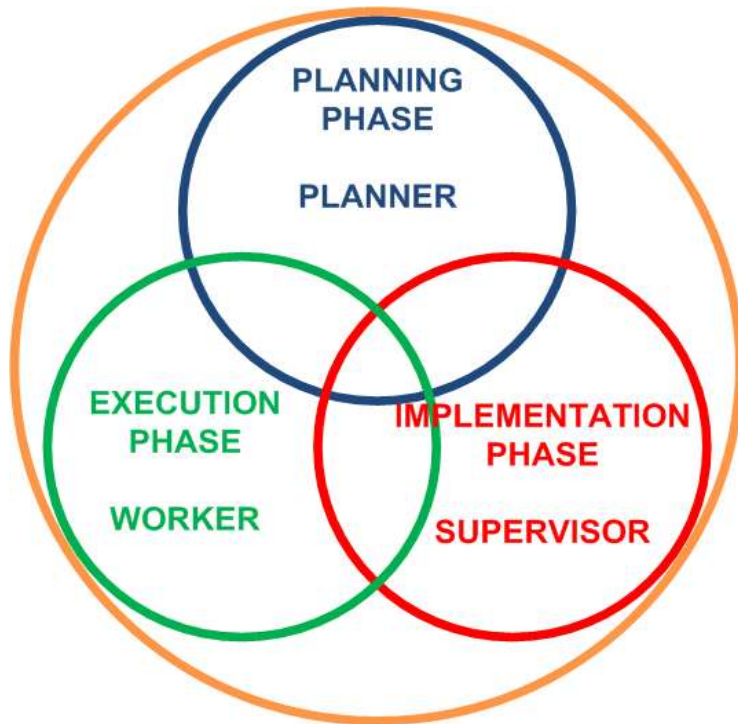 PLANNING
PHASE
PLANNER
EXECUTION
PHASE
WORKER
IMPLEMENTATION
PHASE
SUPERVISOR